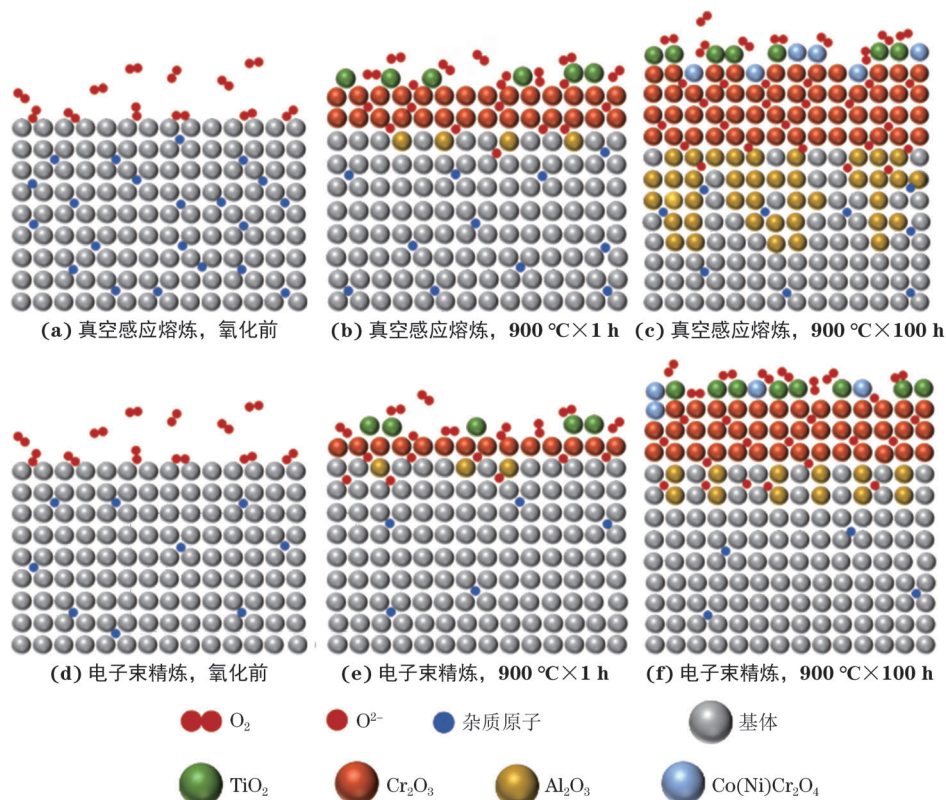 (a) 真空感应熔炼，氧化前
(b) 真空感应熔炼，900 ℃×1 h
(c) 真空感应熔炼，900 ℃×100 h
(d) 电子束精炼，氧化前
(e) 电子束精炼，900 ℃×1 h
(f) 电子束精炼，900 ℃×100 h
O₂
O²⁻
杂质原子
基体
TiO₂
Cr₂O₃
Al₂O₃
Co(Ni)Cr₂O₄